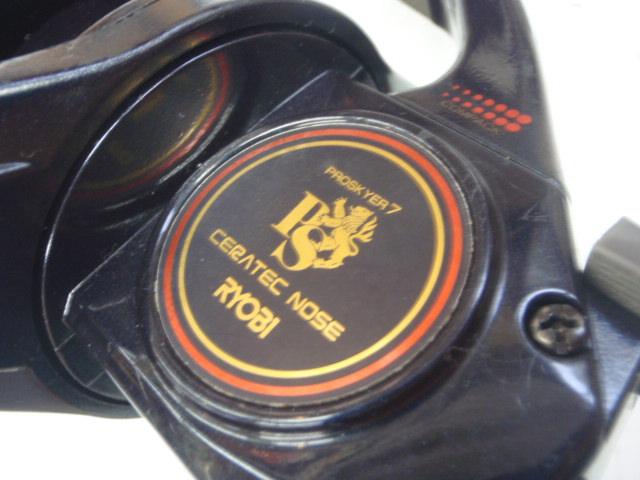 PROSKYER 7
PS
CERATEC NOSE
RYOBI